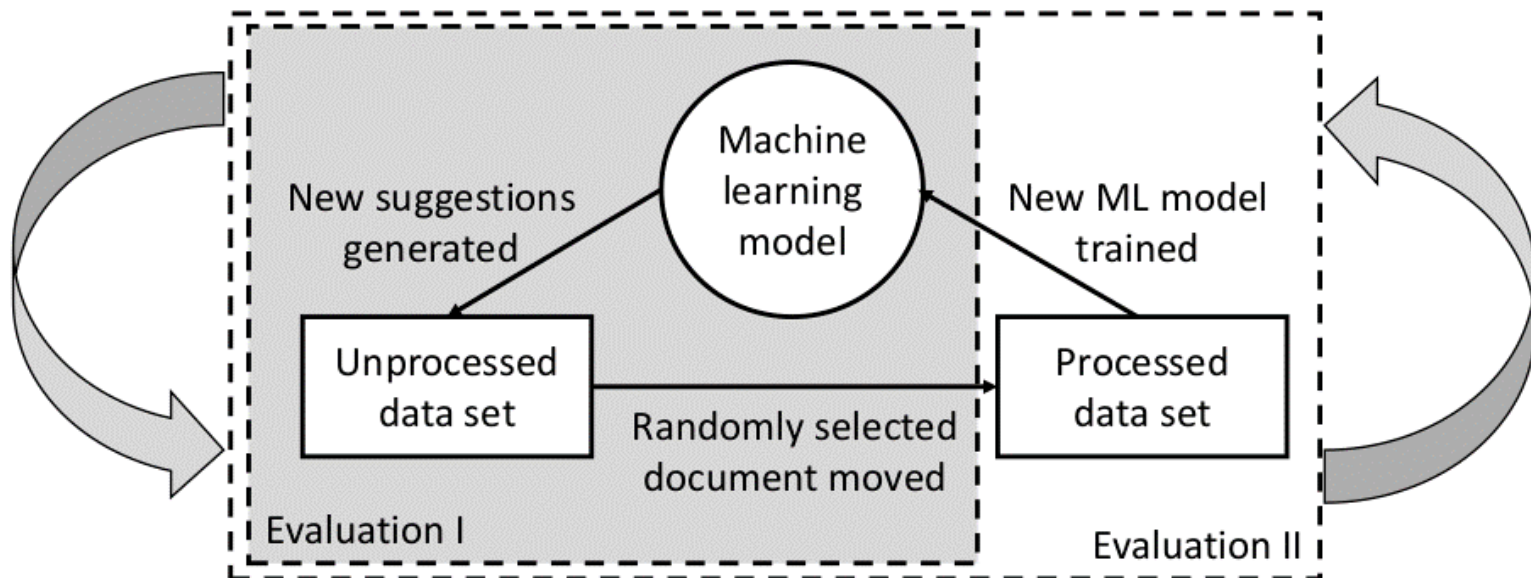 Machine
learning
model
New suggestions
generated
New ML model
trained
Unprocessed
data set
Processed
data set
Randomly selected
document moved
Evaluation I
Evaluation II